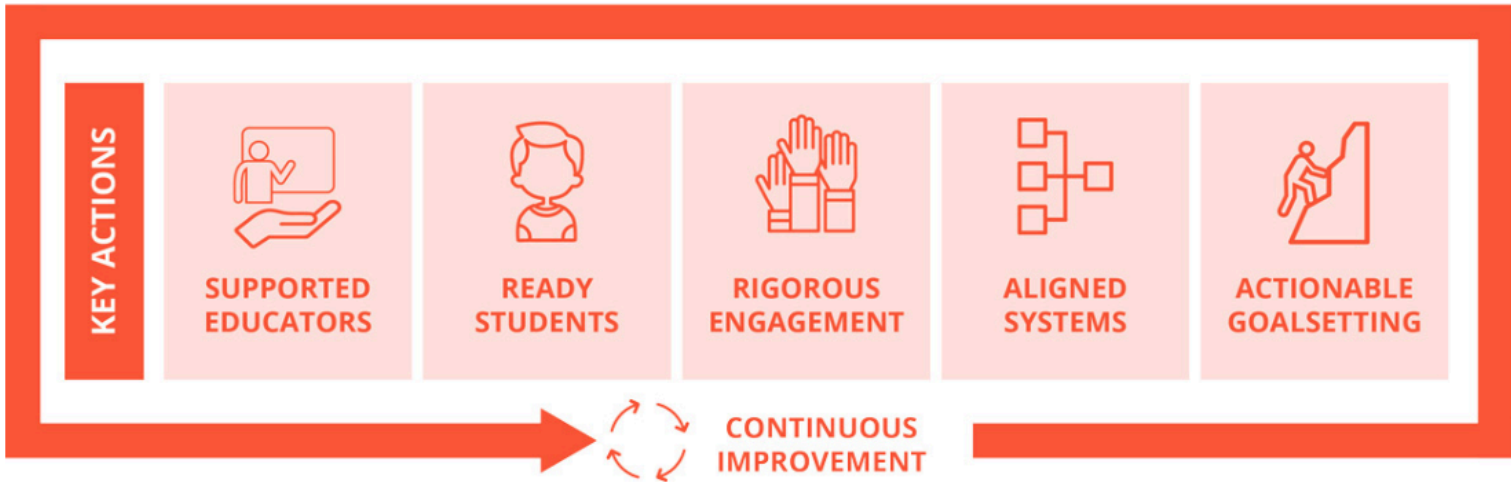 KEY ACTIONS
SUPPORTED
EDUCATORS
READY
STUDENTS
RIGOROUS
ENGAGEMENT
ALIGNED
SYSTEMS
ACTIONABLE
GOALSETTING
CONTINUOUS
IMPROVEMENT